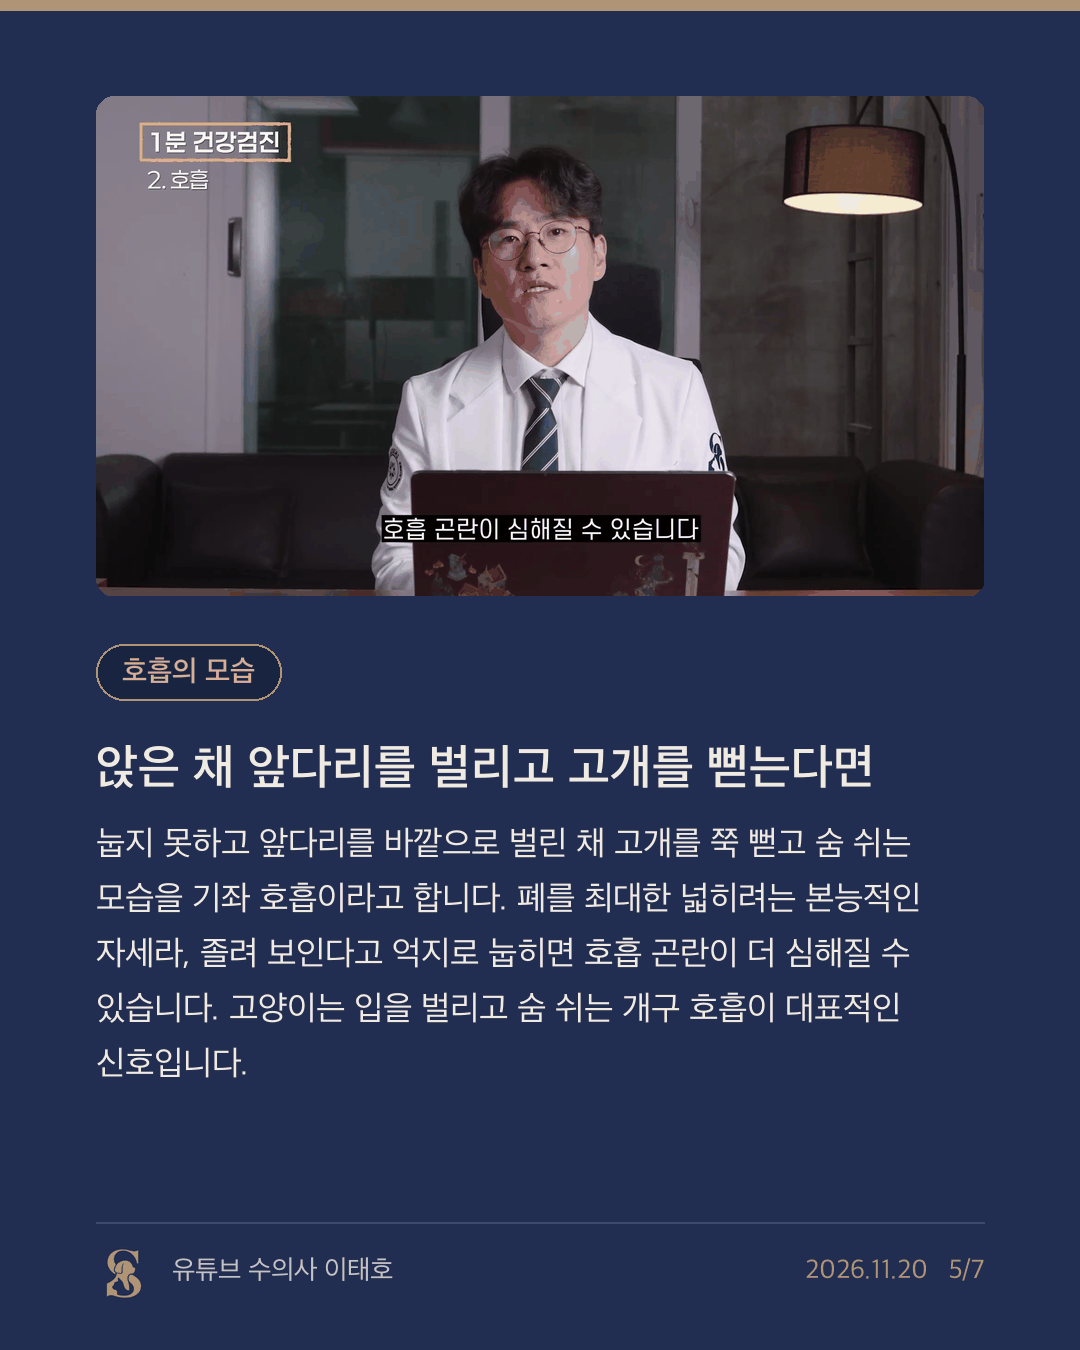 1분 건강검진
2. 호흡
호흡 곤란이 심해질 수 있습니다
호흡의 모습
앉은 채 앞다리를 벌리고 고개를 뻗는다면
눕지 못하고 앞다리를 바깥으로 벌린 채 고개를 쭉 뻗고 숨 쉬는
모습을 기좌 호흡이라고 합니다. 폐를 최대한 넓히려는 본능적인
자세라, 졸려 보인다고 억지로 눕히면 호흡 곤란이 더 심해질 수
있습니다. 고양이는 입을 벌리고 숨 쉬는 개구 호흡이 대표적인
신호입니다.
유튜브 수의사 이태호
2026.11.20 5/7